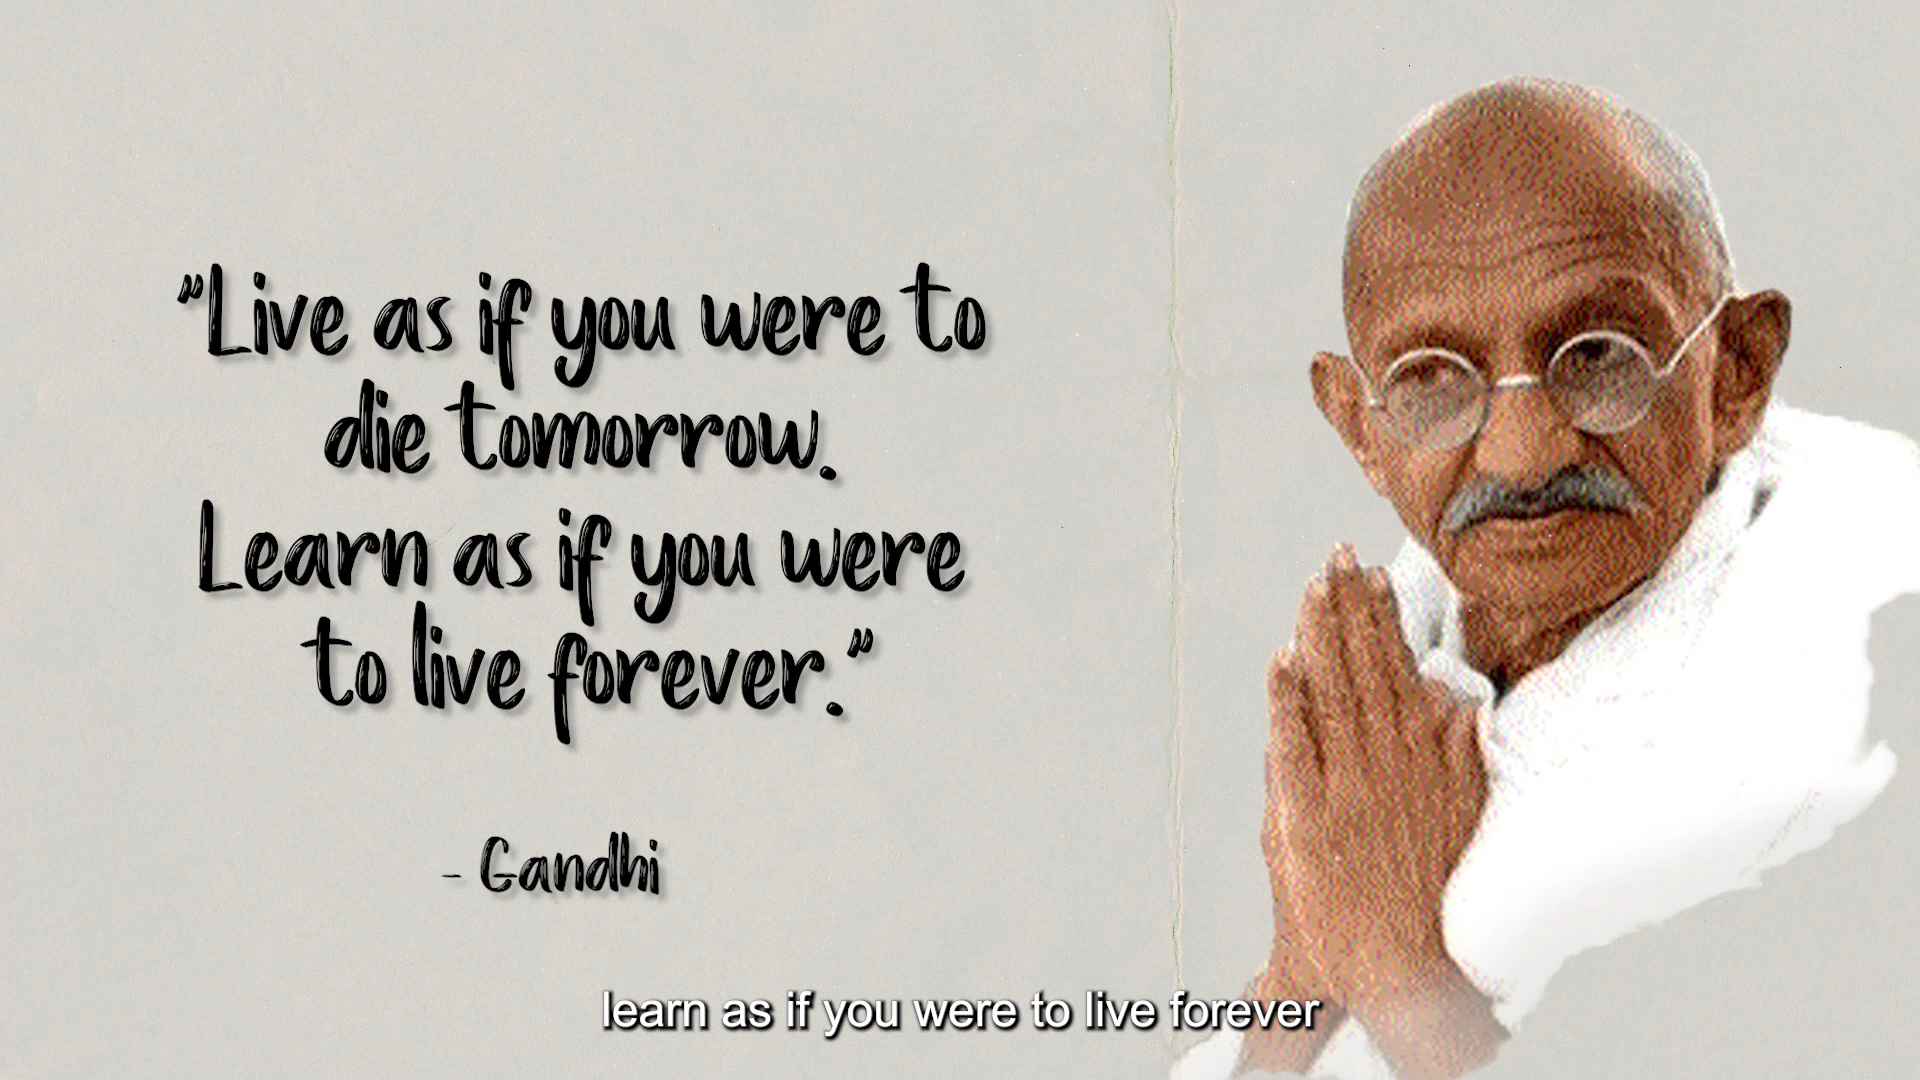 "Live as if you were to
die tomorrow.
Learn as if you were
to live forever."
- Gandhi
learn as if you were to live forever